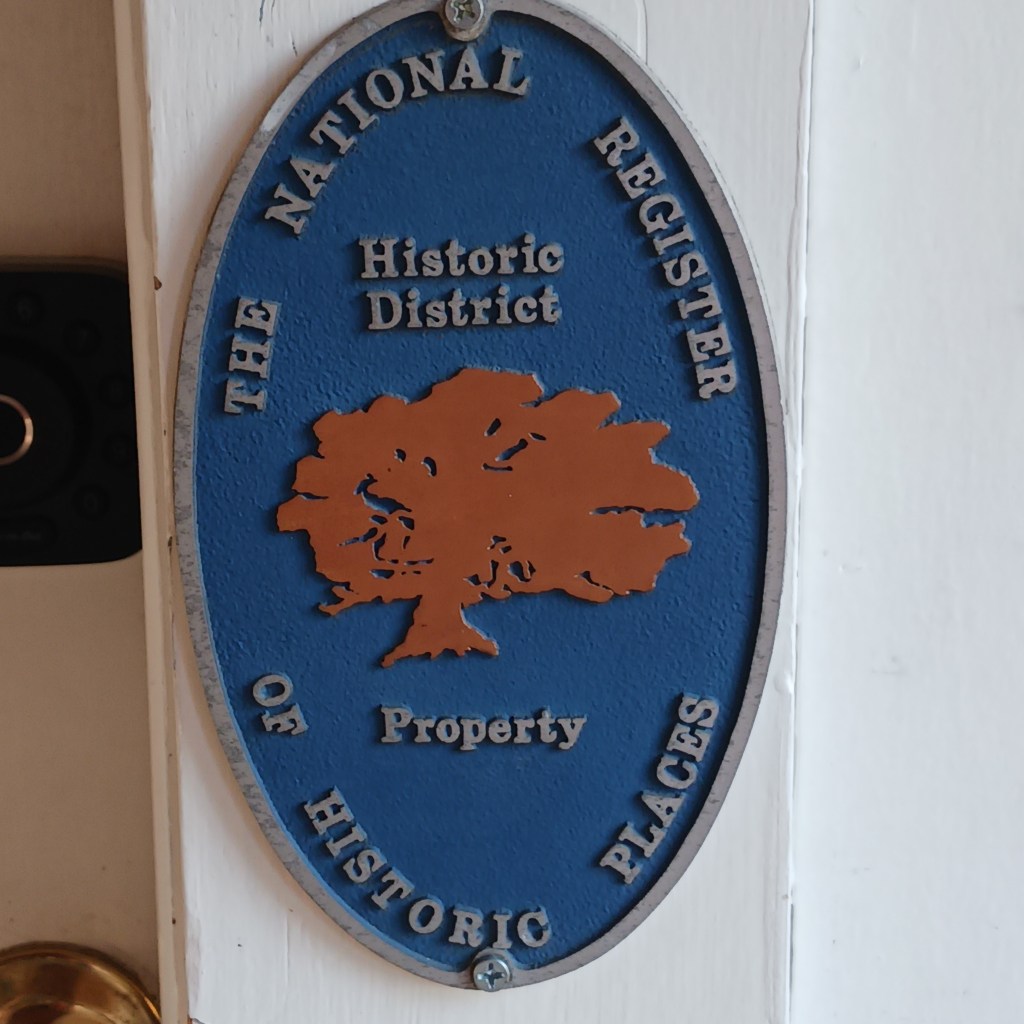 THE NATIONAL REGISTER
Historic
District
Property
OF HISTORIC PLACES